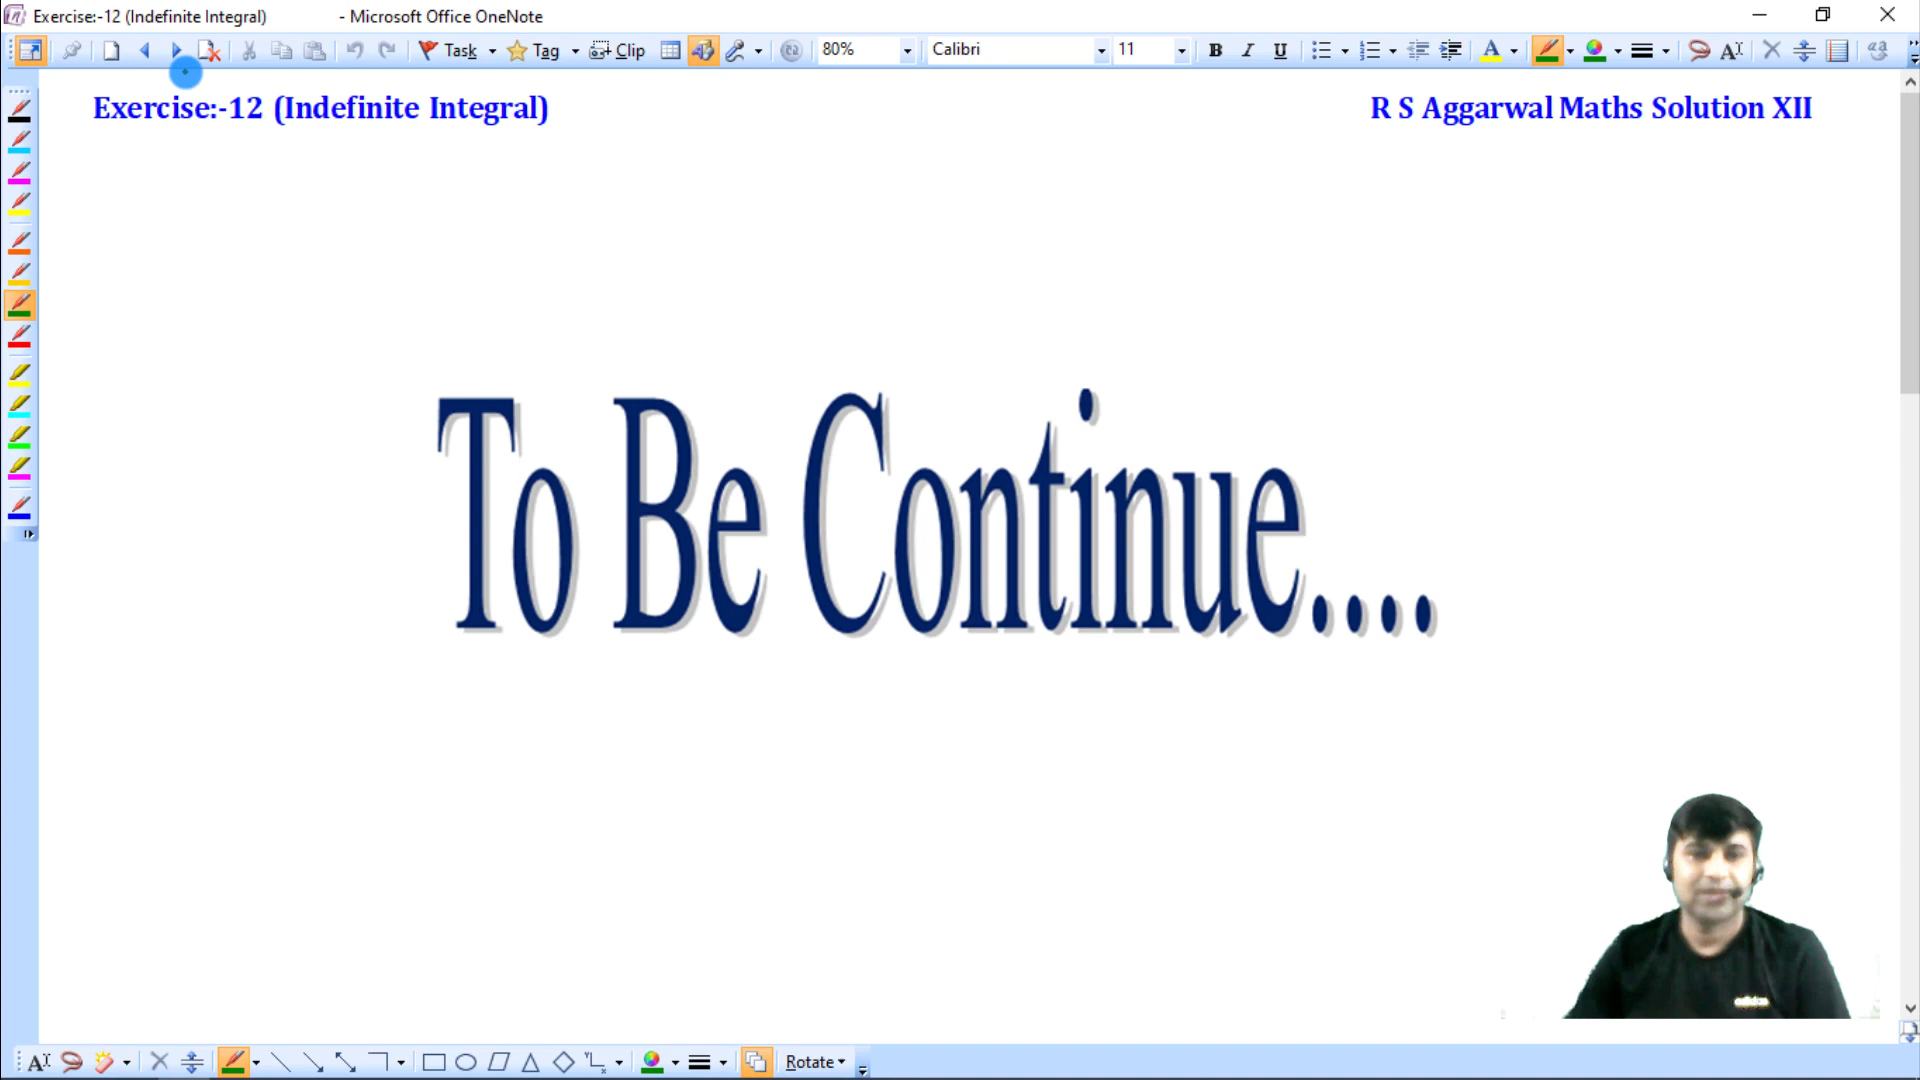 Exercise:-12 (Indefinite Integral) - Microsoft Office OneNote
Task Tag Clip 80% Calibri 11 B I U A A
Exercise:-12 (Indefinite Integral) R S Aggarwal Maths Solution XII
To Be Continue....
adidas
A Rotate